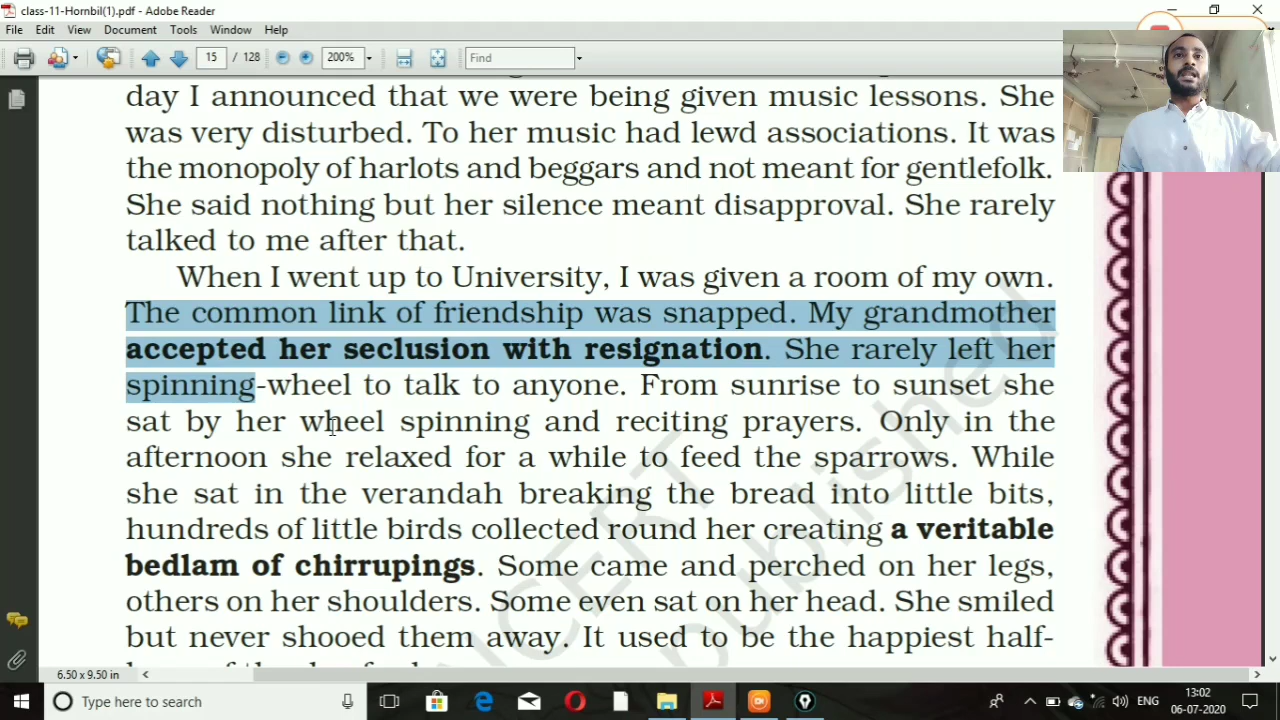 class-11-Hornbil(1).pdf - Adobe Reader
File Edit View Document Tools Window Help
15 / 128 200% Find
day I announced that we were being given music lessons. She
was very disturbed. To her music had lewd associations. It was
the monopoly of harlots and beggars and not meant for gentlefolk.
She said nothing but her silence meant disapproval. She rarely
talked to me after that.
When I went up to University, I was given a room of my own.
The common link of friendship was snapped. My grandmother
accepted her seclusion with resignation. She rarely left her
spinning-wheel to talk to anyone. From sunrise to sunset she
sat by her wheel spinning and reciting prayers. Only in the
afternoon she relaxed for a while to feed the sparrows. While
she sat in the verandah breaking the bread into little bits,
hundreds of little birds collected round her creating a veritable
bedlam of chirrupings. Some came and perched on her legs,
others on her shoulders. Some even sat on her head. She smiled
but never shooed them away. It used to be the happiest half-
NCERT
published
6.50 x 9.50 in
Type here to search
ENG
13:02
06-07-2020